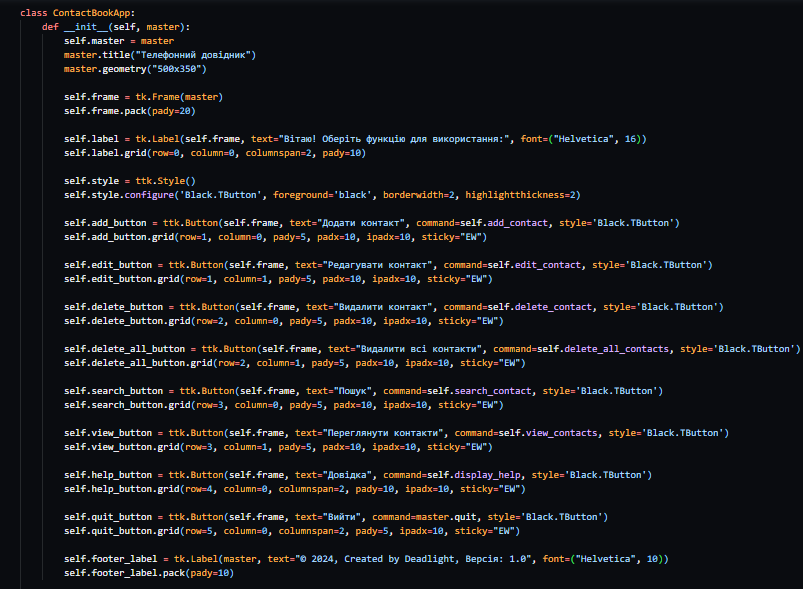 class ContactBookApp:
    def __init__(self, master):
        self.master = master
        master.title("Телефонний довідник")
        master.geometry("500x350")

        self.frame = tk.Frame(master)
        self.frame.pack(pady=20)

        self.label = tk.Label(self.frame, text="Вітаю! Оберіть функцію для використання:", font=("Helvetica", 16))
        self.label.grid(row=0, column=0, columnspan=2, pady=10)

        self.style = ttk.Style()
        self.style.configure('Black.TButton', foreground='black', borderwidth=2, highlightthickness=2)

        self.add_button = ttk.Button(self.frame, text="Додати контакт", command=self.add_contact, style='Black.TButton')
        self.add_button.grid(row=1, column=0, pady=5, padx=10, ipadx=10, sticky="EW")

        self.edit_button = ttk.Button(self.frame, text="Редагувати контакт", command=self.edit_contact, style='Black.TButton')
        self.edit_button.grid(row=1, column=1, pady=5, padx=10, ipadx=10, sticky="EW")

        self.delete_button = ttk.Button(self.frame, text="Видалити контакт", command=self.delete_contact, style='Black.TButton')
        self.delete_button.grid(row=2, column=0, pady=5, padx=10, ipadx=10, sticky="EW")

        self.delete_all_button = ttk.Button(self.frame, text="Видалити всі контакти", command=self.delete_all_contacts, style='Black.TButton')
        self.delete_all_button.grid(row=2, column=1, pady=5, padx=10, ipadx=10, sticky="EW")

        self.search_button = ttk.Button(self.frame, text="Пошук", command=self.search_contact, style='Black.TButton')
        self.search_button.grid(row=3, column=0, pady=5, padx=10, ipadx=10, sticky="EW")

        self.view_button = ttk.Button(self.frame, text="Переглянути контакти", command=self.view_contacts, style='Black.TButton')
        self.view_button.grid(row=3, column=1, pady=5, padx=10, ipadx=10, sticky="EW")

        self.help_button = ttk.Button(self.frame, text="Довідка", command=self.display_help, style='Black.TButton')
        self.help_button.grid(row=4, column=0, columnspan=2, pady=10, ipadx=10, sticky="EW")

        self.quit_button = ttk.Button(self.frame, text="Вийти", command=master.quit, style='Black.TButton')
        self.quit_button.grid(row=5, column=0, columnspan=2, pady=5, ipadx=10, sticky="EW")

        self.footer_label = tk.Label(master, text="© 2024, Created by Deadlight, Версія: 1.0", font=("Helvetica", 10))
        self.footer_label.pack(pady=10)